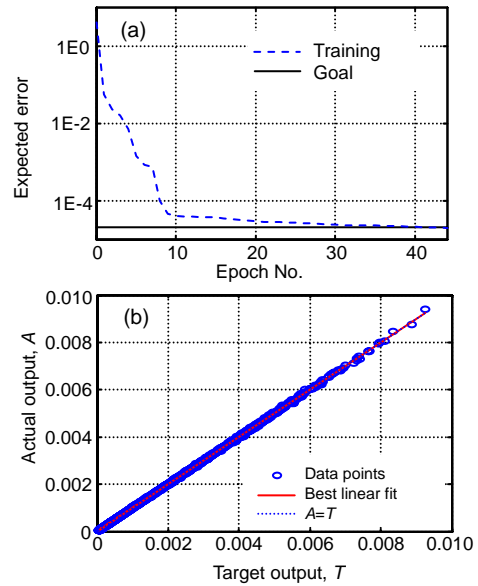 (a)
Expected error
1E0
1E-2
1E-4
Training
Goal
0 10 20 30 40
Epoch No.
(b)
Actual output, A
0.010
0.008
0.006
0.004
0.002
0
Data points
Best linear fit
A=T
0 0.002 0.004 0.006 0.008 0.010
Target output, T